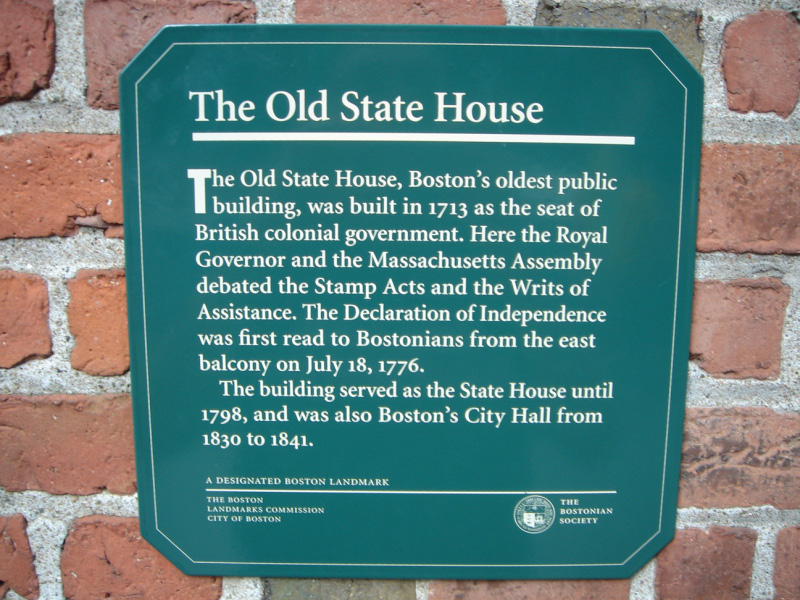 The Old State House
The Old State House, Boston's oldest public
building, was built in 1713 as the seat of
British colonial government. Here the Royal
Governor and the Massachusetts Assembly
debated the Stamp Acts and the Writs of
Assistance. The Declaration of Independence
was first read to Bostonians from the east
balcony on July 18, 1776.
The building served as the State House until
1798, and was also Boston's City Hall from
1830 to 1841.
A DESIGNATED BOSTON LANDMARK
THE BOSTON
LANDMARKS COMMISSION
CITY OF BOSTON
THE
BOSTONIAN
SOCIETY